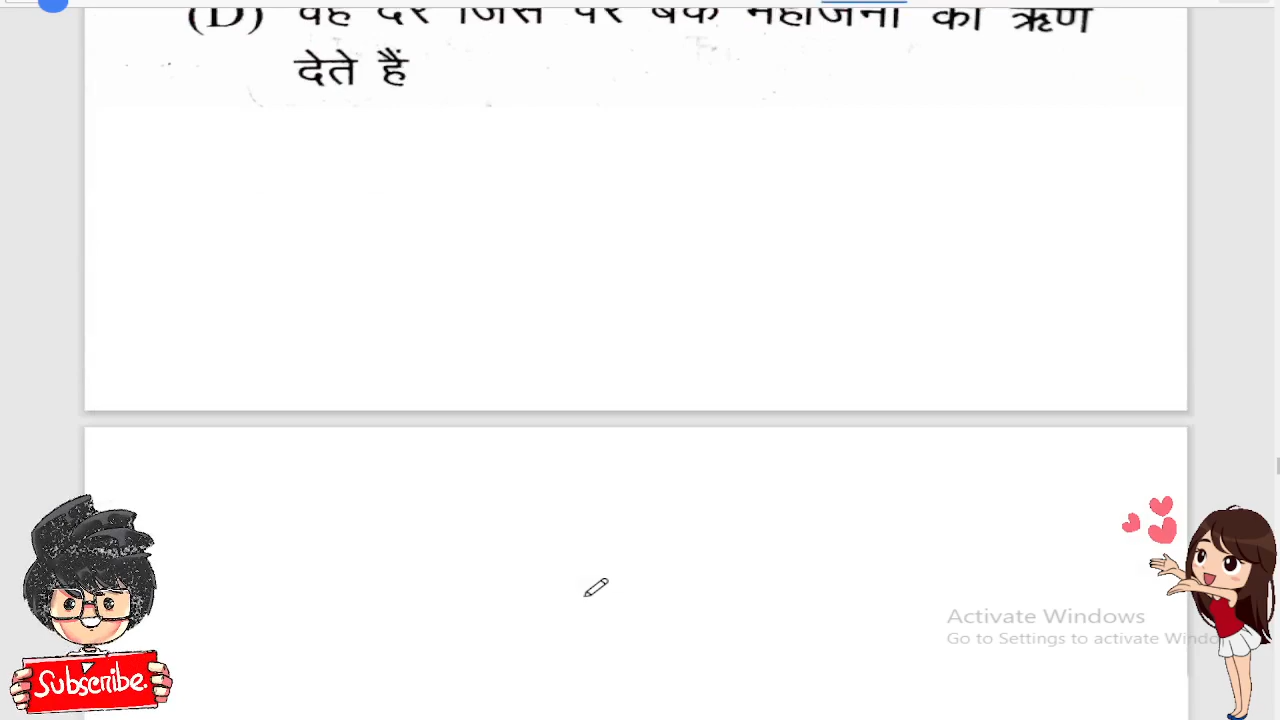 (D) वह दर जिस पर बैंक महाजनों को ऋण
देते हैं
Activate Windows
Go to Settings to activate Windo
Subscribe.